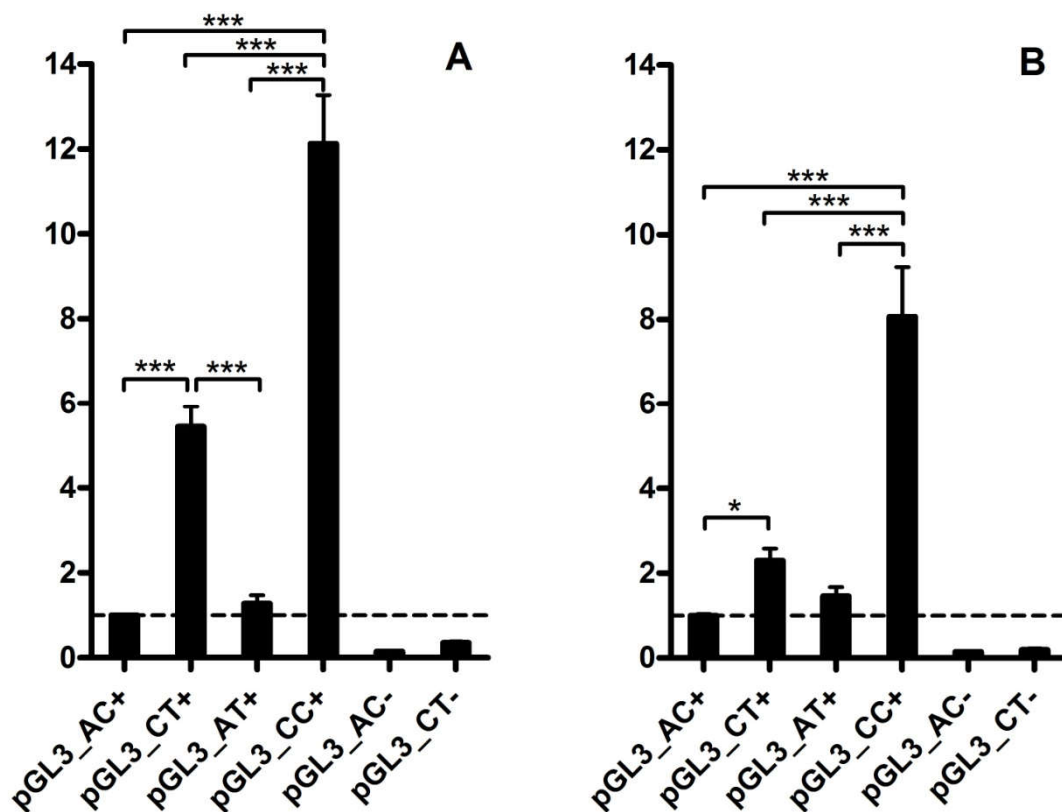 ***
***
***
A
14
12
10
8
6
4
2
0
*** ***
pGL3_AC+
pGL3_CT+
pGL3_AT+
pGL3_CC+
pGL3_AC-
pGL3_CT-
B
14
12
10
8
6
4
2
0
***
***
***
*
pGL3_AC+
pGL3_CT+
pGL3_AT+
pGL3_CC+
pGL3_AC-
pGL3_CT-